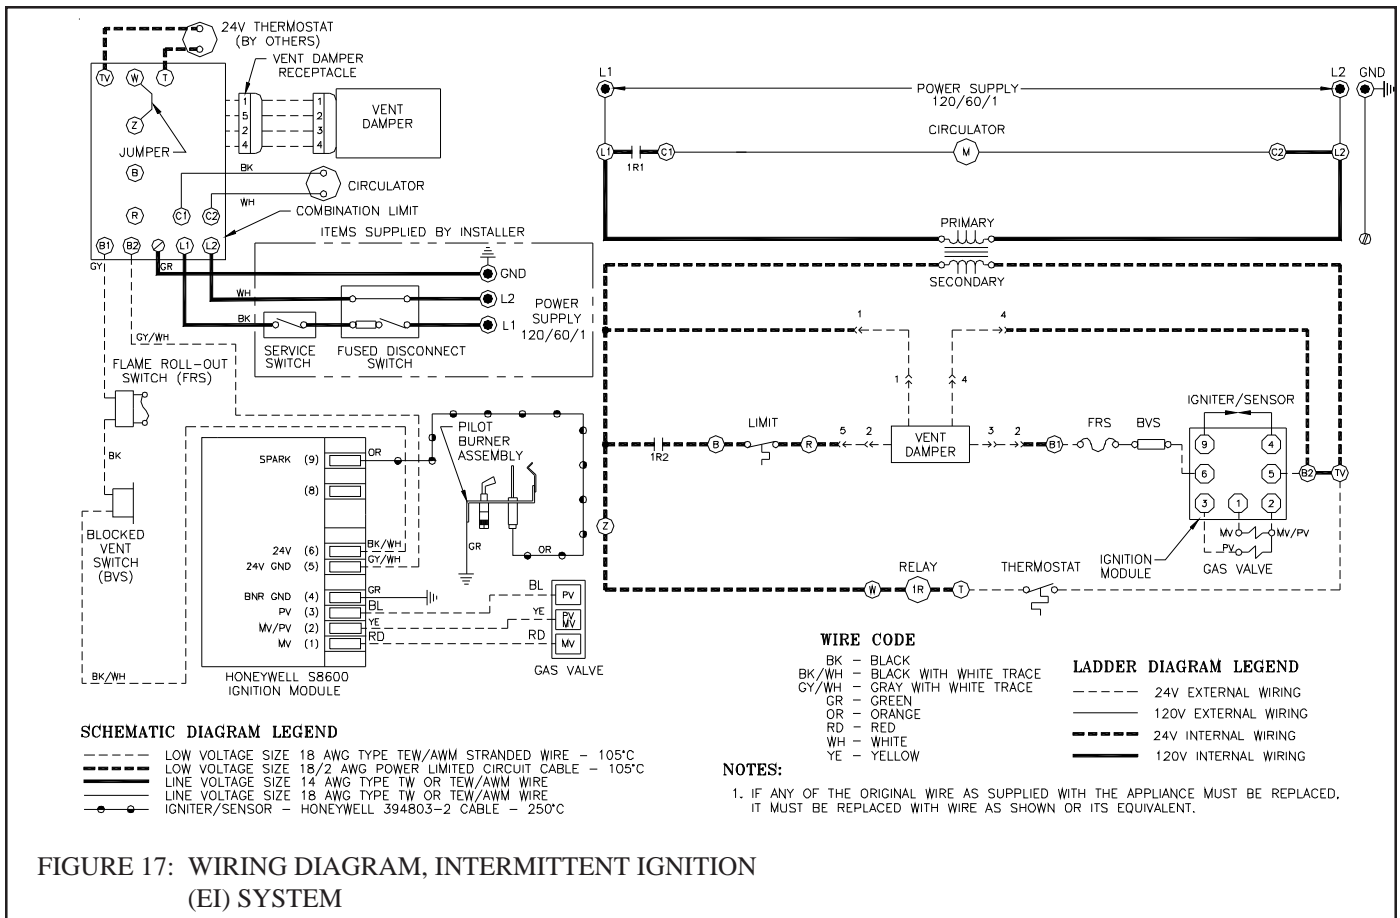 24V THERMOSTAT
(BY OTHERS)
VENT DAMPER
RECEPTACLE
TV
W
T
Z
JUMPER
B
R
C1
C2
B1
B2
L1
L2
1
5
2
4
1
2
3
4
VENT
DAMPER
BK
WH
CIRCULATOR
COMBINATION LIMIT
ITEMS SUPPLIED BY INSTALLER
GY
GR
GND
WH
L2
BK
L1
POWER
SUPPLY
120/60/1
SERVICE
SWITCH
FUSED DISCONNECT
SWITCH
GY/WH
FLAME ROLL-OUT
SWITCH (FRS)
BK
BLOCKED
VENT
SWITCH
(BVS)
BK/WH
SPARK (9)
(8)
24V (6)
24V GND (5)
BNR GND (4)
PV (3)
MV/PV (2)
MV (1)
OR
BK/WH
GY/WH
GR
BL
YE
RD
HONEYWELL S8600
IGNITION MODULE
PILOT
BURNER
ASSEMBLY
GR
OR
BL
YE
RD
PV
PV
MV
MV
GAS VALVE
L1
L2
GND
POWER SUPPLY
120/60/1
CIRCULATOR
L1
1R1
C1
M
C2
L2
PRIMARY
SECONDARY
1
4
1
4
IGNITER/SENSOR
1R2
B
LIMIT
R
5
2
VENT
DAMPER
3
2
B1
FRS
BVS
9
4
6
5
3
1
2
B2
TV
MV
MV/PV
PV
IGNITION
MODULE
GAS VALVE
Z
RELAY
THERMOSTAT
W
1R
T
WIRE CODE
BK – BLACK
BK/WH – BLACK WITH WHITE TRACE
GY/WH – GRAY WITH WHITE TRACE
GR – GREEN
OR – ORANGE
RD – RED
WH – WHITE
YE – YELLOW
LADDER DIAGRAM LEGEND
24V EXTERNAL WIRING
120V EXTERNAL WIRING
24V INTERNAL WIRING
120V INTERNAL WIRING
SCHEMATIC DIAGRAM LEGEND
LOW VOLTAGE SIZE 18 AWG TYPE TEW/AWM STRANDED WIRE – 105°C
LOW VOLTAGE SIZE 18/2 AWG POWER LIMITED CIRCUIT CABLE – 105°C
LINE VOLTAGE SIZE 14 AWG TYPE TW OR TEW/AWM WIRE
LINE VOLTAGE SIZE 18 AWG TYPE TW OR TEW/AWM WIRE
IGNITER/SENSOR – HONEYWELL 394803-2 CABLE – 250°C
NOTES:
1. IF ANY OF THE ORIGINAL WIRE AS SUPPLIED WITH THE APPLIANCE MUST BE REPLACED,
IT MUST BE REPLACED WITH WIRE AS SHOWN OR ITS EQUIVALENT.
FIGURE 17: WIRING DIAGRAM, INTERMITTENT IGNITION
(EI) SYSTEM